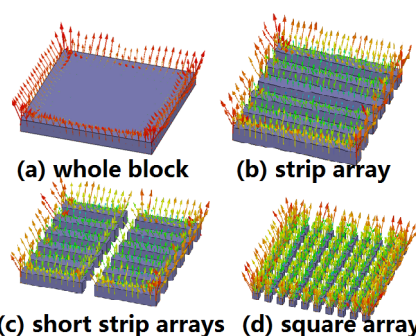 (a) whole block
(b) strip array
(c) short strip arrays
(d) square array